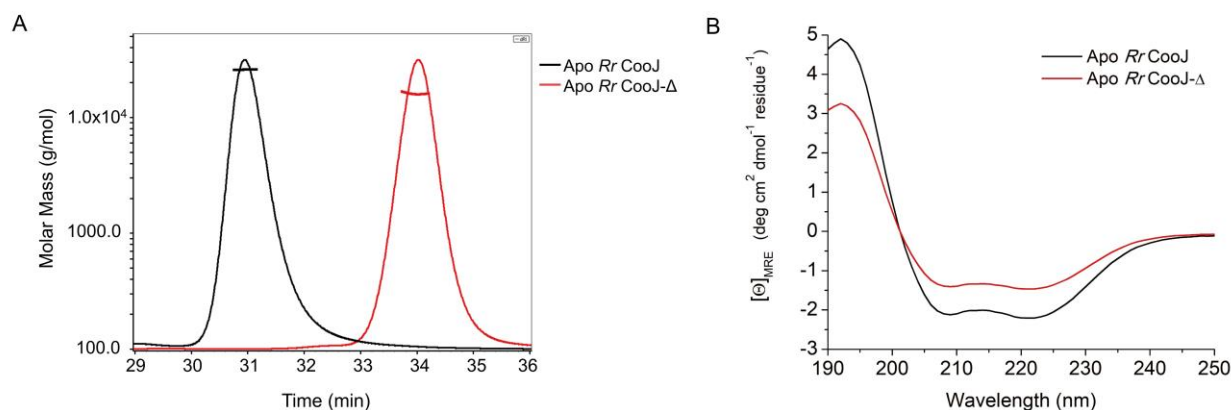 A
Molar Mass (g/mol)
1.0x10⁴
1000.0
100.0
29 30 31 32 33 34 35 36
Time (min)
Apo Rr CooJ
Apo Rr CooJ-Δ
B
[Θ]MRE (deg cm² dmol⁻¹ residue⁻¹)
5
4
3
2
1
0
-1
-2
-3
190 200 210 220 230 240 250
Wavelength (nm)
Apo Rr CooJ
Apo Rr CooJ-Δ